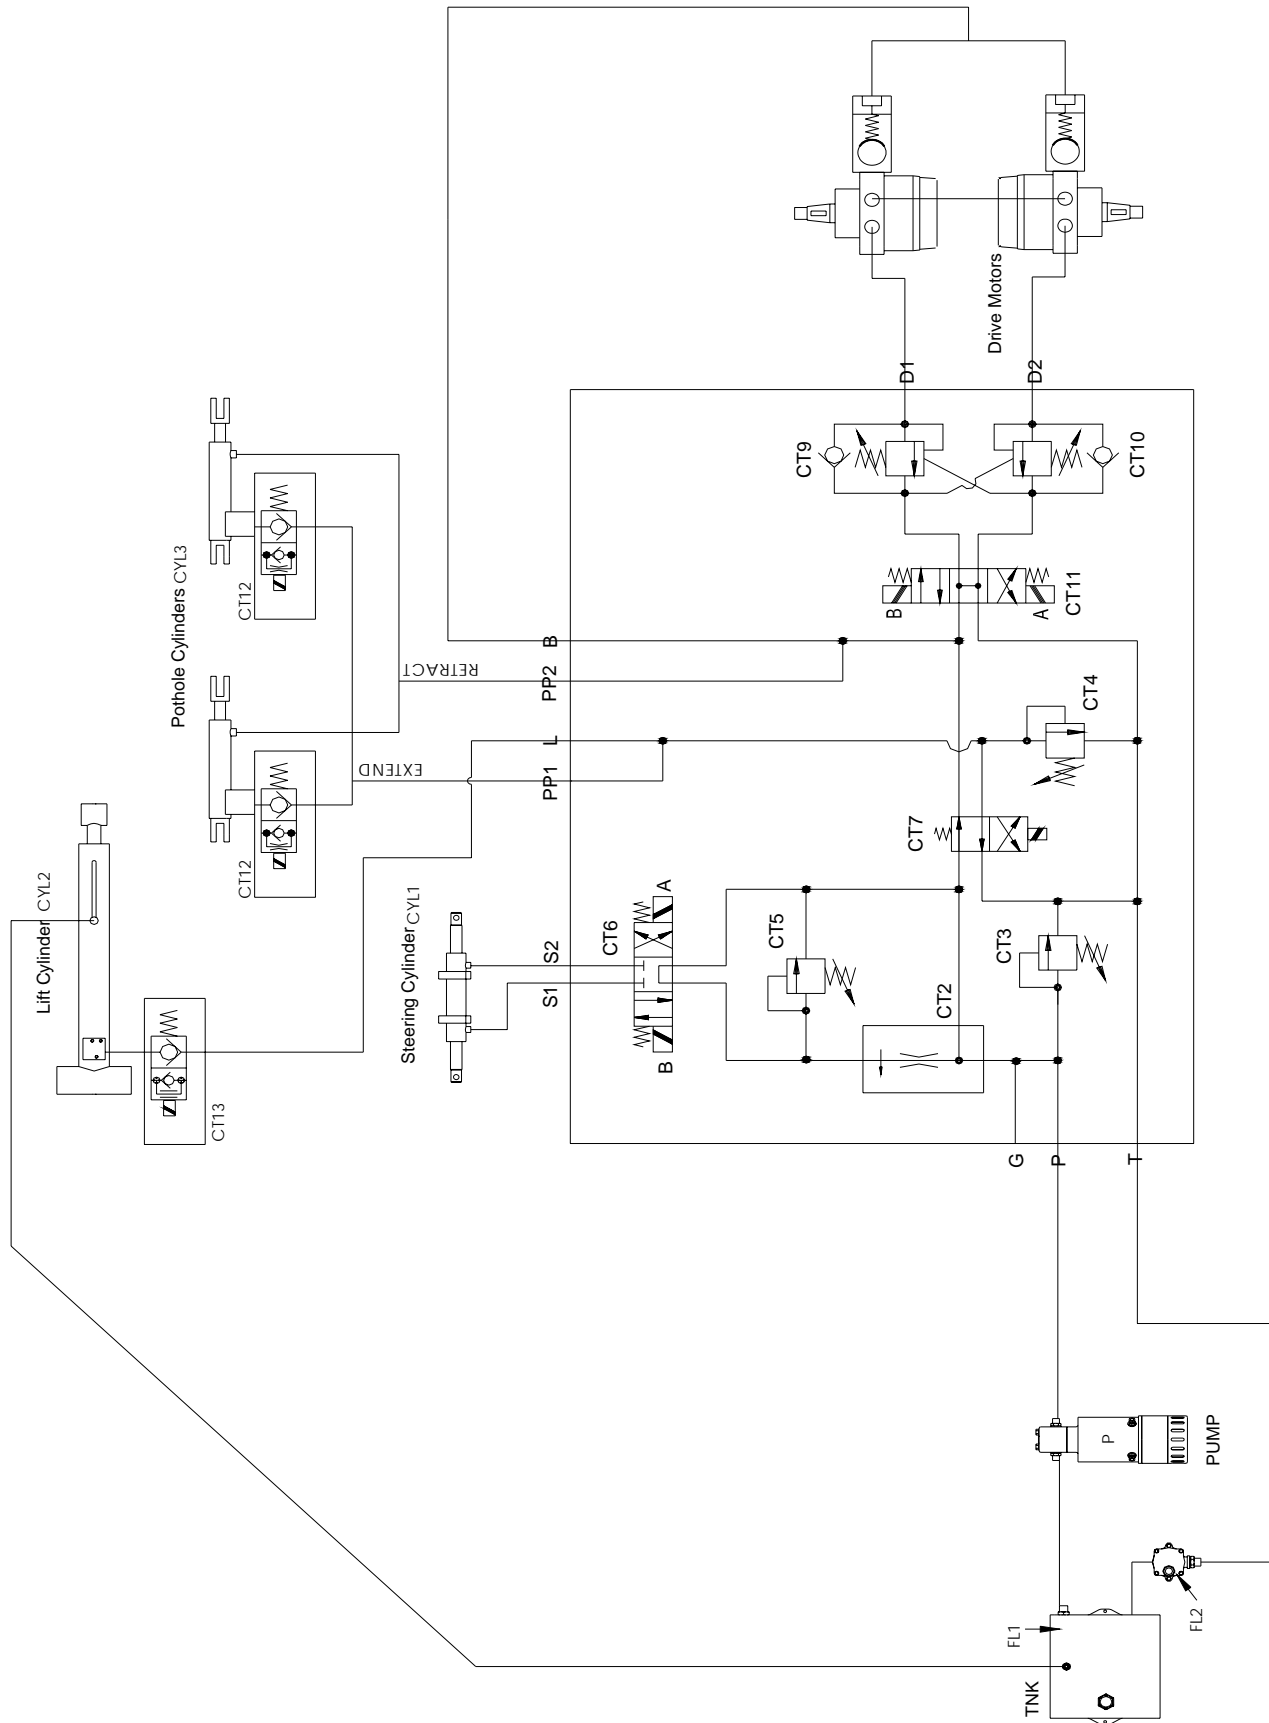 Lift Cylinder CYL2
CT13
Pothole Cylinders CYL3
CT12
CT12
EXTEND
RETRACT
Steering Cylinder CYL1
S1
S2
PP1
L
PP2
B
Drive Motors
D1
D2
CT9
CT10
B
A
CT11
CT4
CT7
B
A
CT6
CT5
CT2
CT3
G
P
T
P
PUMP
FL1
FL2
TNK